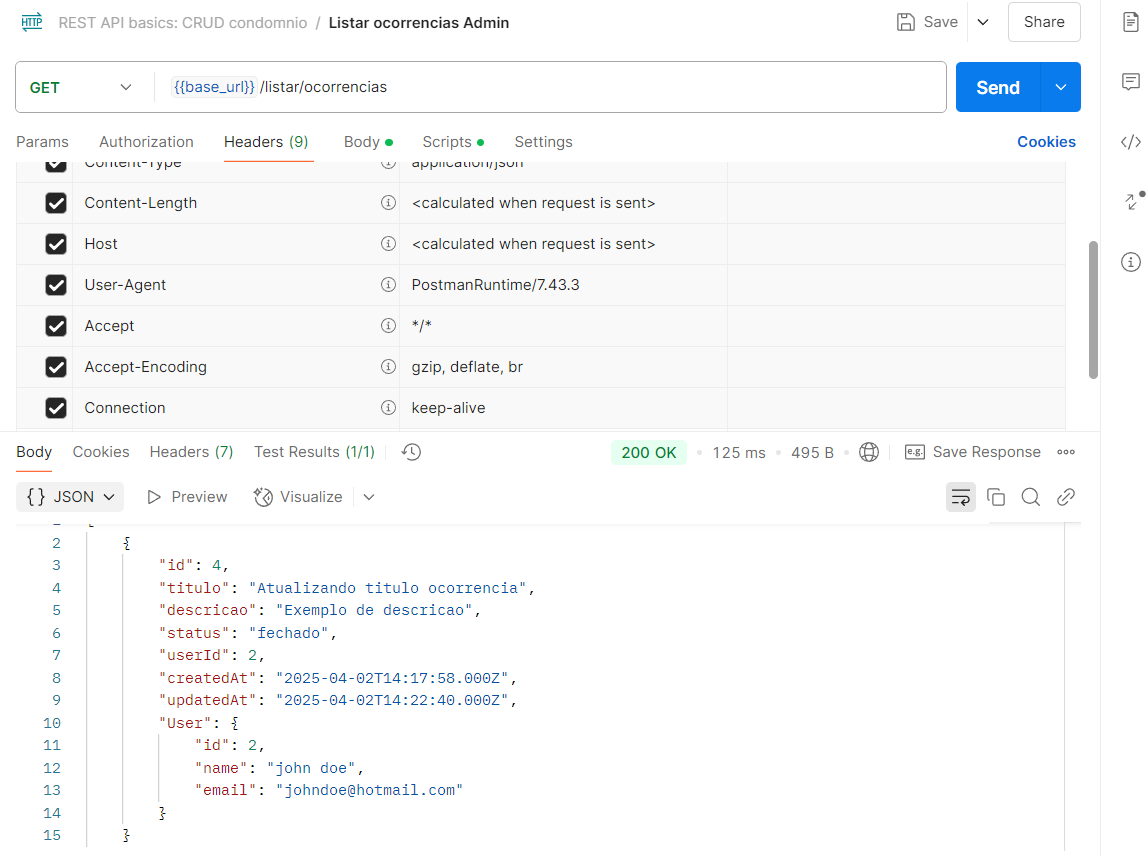 HTTP REST API basics: CRUD condomnio / Listar ocorrencias Admin Save Share
GET {{base_url}} /listar/ocorrencias Send
Params Authorization Headers (9) Body Scripts Settings Cookies
Content-Type application/json
Content-Length <calculated when request is sent>
Host <calculated when request is sent>
User-Agent PostmanRuntime/7.43.3
Accept */*
Accept-Encoding gzip, deflate, br
Connection keep-alive
Body Cookies Headers (7) Test Results (1/1) 200 OK 125 ms 495 B e.g. Save Response
{} JSON Preview Visualize
1 [
2 {
3 "id": 4,
4 "titulo": "Atualizando titulo ocorrencia",
5 "descricao": "Exemplo de descricao",
6 "status": "fechado",
7 "userId": 2,
8 "createdAt": "2025-04-02T14:17:58.000Z",
9 "updatedAt": "2025-04-02T14:22:40.000Z",
10 "User": {
11 "id": 2,
12 "name": "john doe",
13 "email": "johndoe@hotmail.com"
14 }
15 }